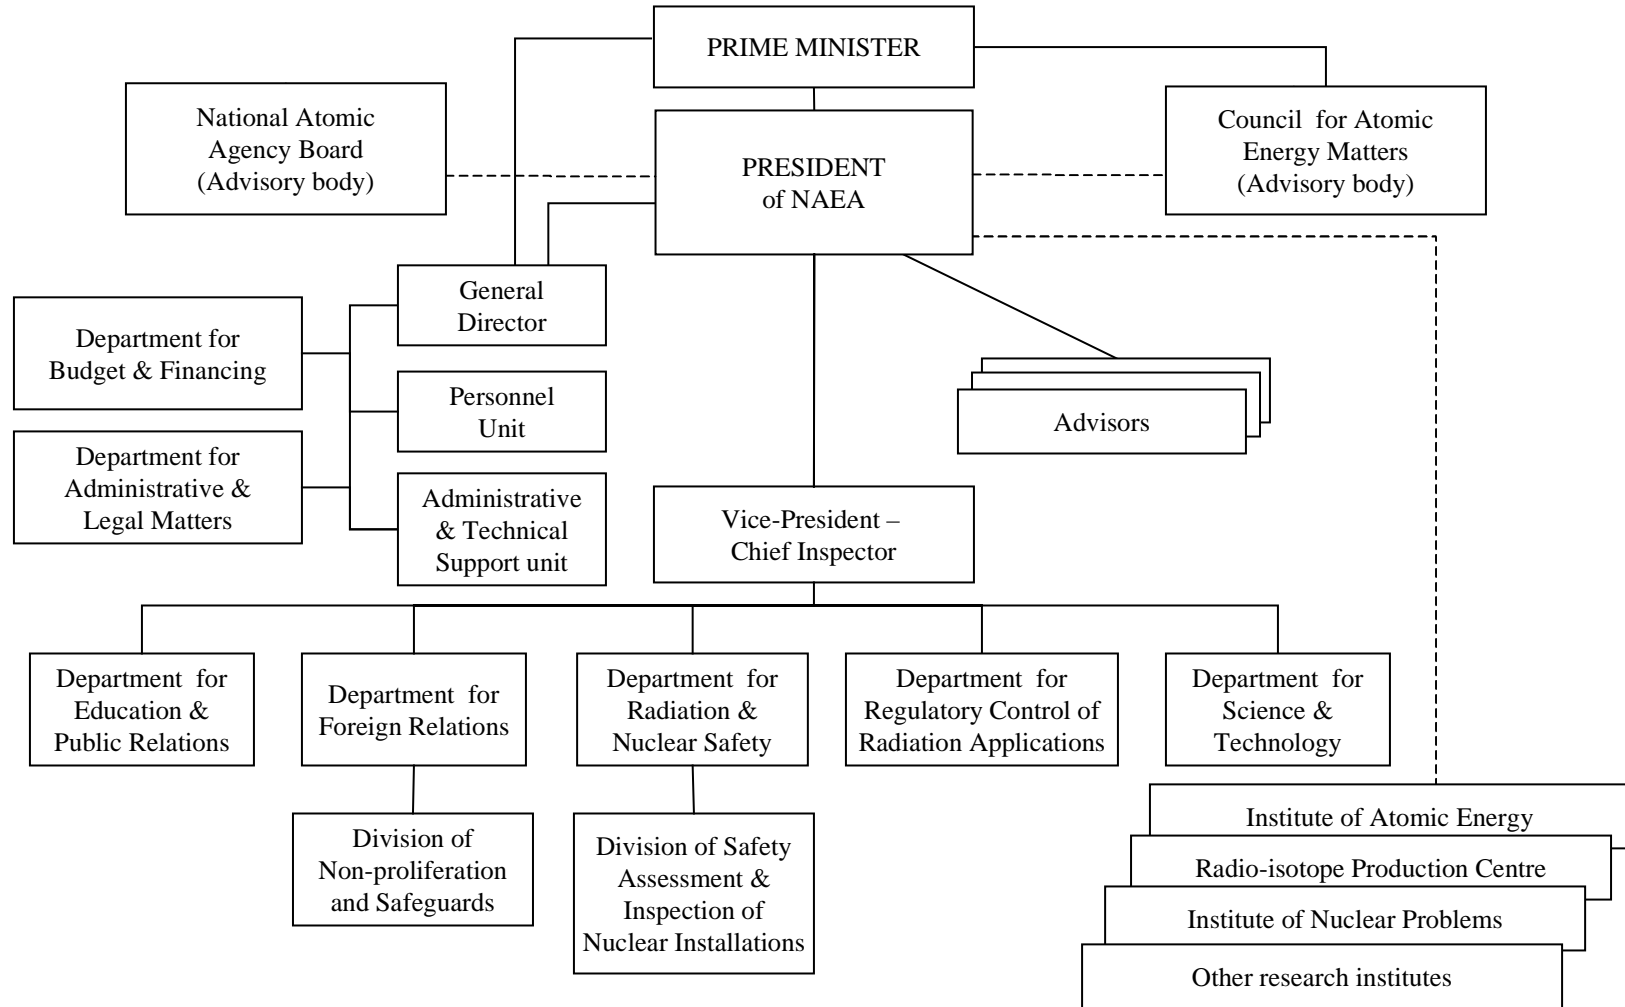 PRIME MINISTER
National Atomic
Agency Board
(Advisory body)
PRESIDENT
of NAEA
Council for Atomic
Energy Matters
(Advisory body)
General
Director
Department for
Budget & Financing
Personnel
Unit
Advisors
Department for
Administrative &
Legal Matters
Administrative
& Technical
Support unit
Vice-President –
Chief Inspector
Department for
Education &
Public Relations
Department for
Foreign Relations
Department for
Radiation &
Nuclear Safety
Department for
Regulatory Control of
Radiation Applications
Department for
Science &
Technology
Division of
Non-proliferation
and Safeguards
Division of Safety
Assessment &
Inspection of
Nuclear Installations
Institute of Atomic Energy
Radio-isotope Production Centre
Institute of Nuclear Problems
Other research institutes